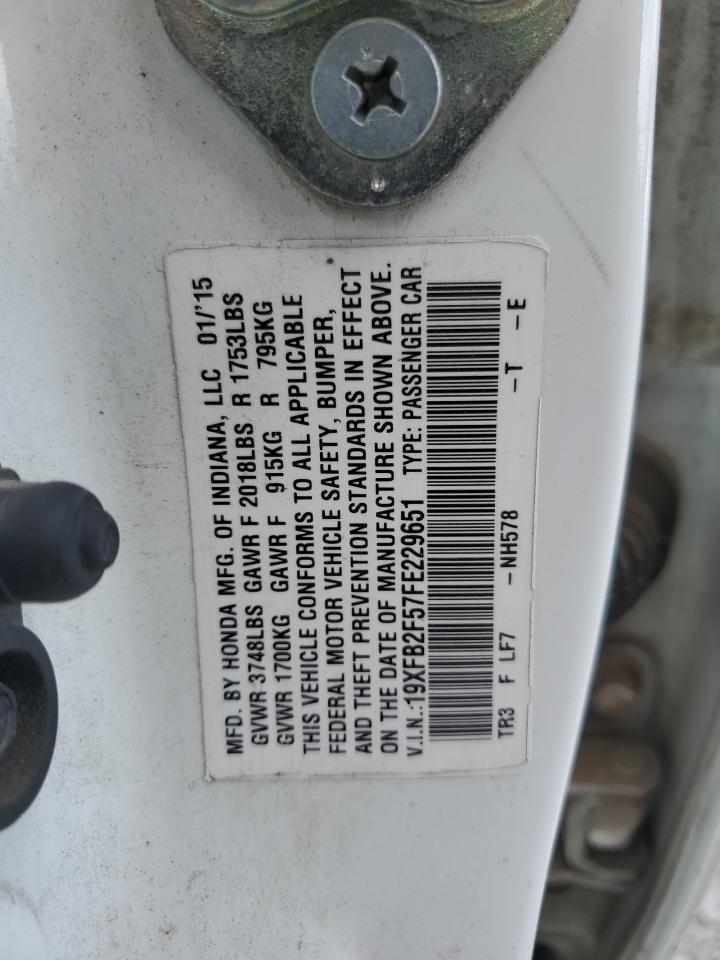 MFD. BY HONDA MFG. OF INDIANA, LLC 01/'15
GVWR 3748LBS GAWR F 2018LBS R 1753LBS
GVWR 1700KG GAWR F 915KG R 795KG
THIS VEHICLE CONFORMS TO ALL APPLICABLE
FEDERAL MOTOR VEHICLE SAFETY, BUMPER,
AND THEFT PREVENTION STANDARDS IN EFFECT
ON THE DATE OF MANUFACTURE SHOWN ABOVE.
V.I.N.:19XFB2F57FE229651 TYPE: PASSENGER CAR
TR3 F LF7 -NH578 -T -E